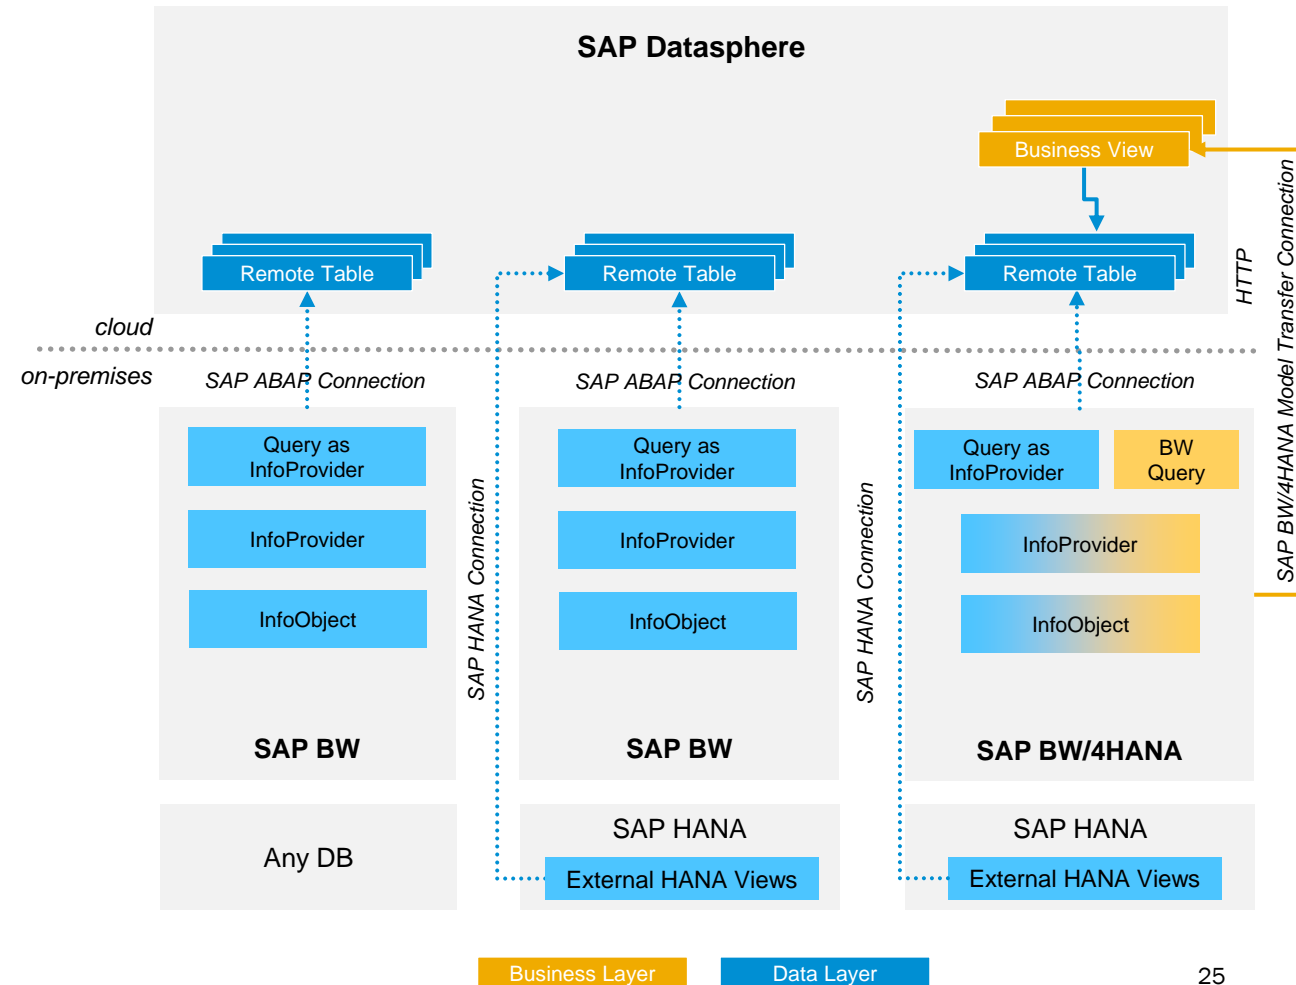 SAP Datasphere
Business View
Remote Table
Remote Table
Remote Table
HTTP
SAP BW/4HANA Model Transfer Connection
cloud
on-premises
SAP ABAP Connection
SAP ABAP Connection
SAP ABAP Connection
Query as
InfoProvider
InfoProvider
InfoObject
SAP BW
Any DB
SAP HANA Connection
Query as
InfoProvider
InfoProvider
InfoObject
SAP BW
SAP HANA
External HANA Views
SAP HANA Connection
Query as
InfoProvider
BW
Query
InfoProvider
InfoObject
SAP BW/4HANA
SAP HANA
External HANA Views
Business Layer
Data Layer
25